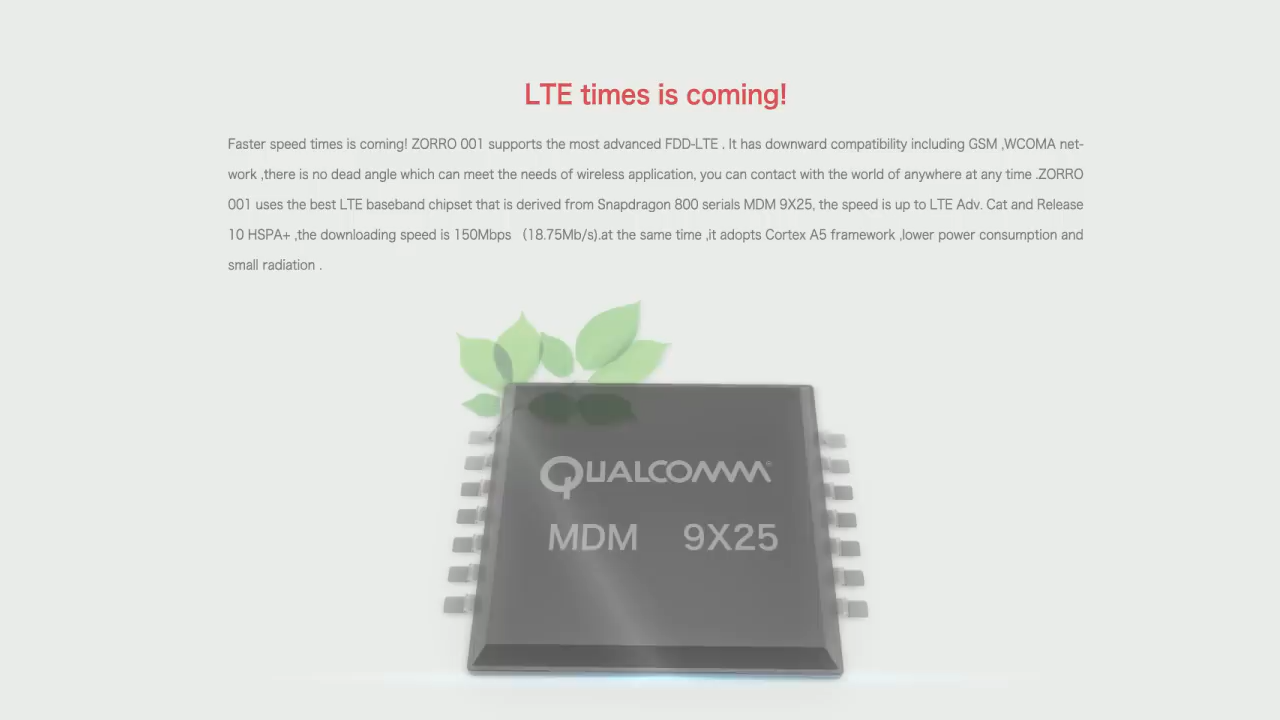 LTE times is coming!
Faster speed times is coming! ZORRO 001 supports the most advanced FDD-LTE . It has downward compatibility including GSM ,WCOMA net-
work ,there is no dead angle which can meet the needs of wireless application, you can contact with the world of anywhere at any time .ZORRO
001 uses the best LTE baseband chipset that is derived from Snapdragon 800 serials MDM 9X25, the speed is up to LTE Adv. Cat and Release
10 HSPA+ ,the downloading speed is 150Mbps （18.75Mb/s).at the same time ,it adopts Cortex A5 framework ,lower power consumption and
small radiation .
QUALCOMM®
MDM 9X25